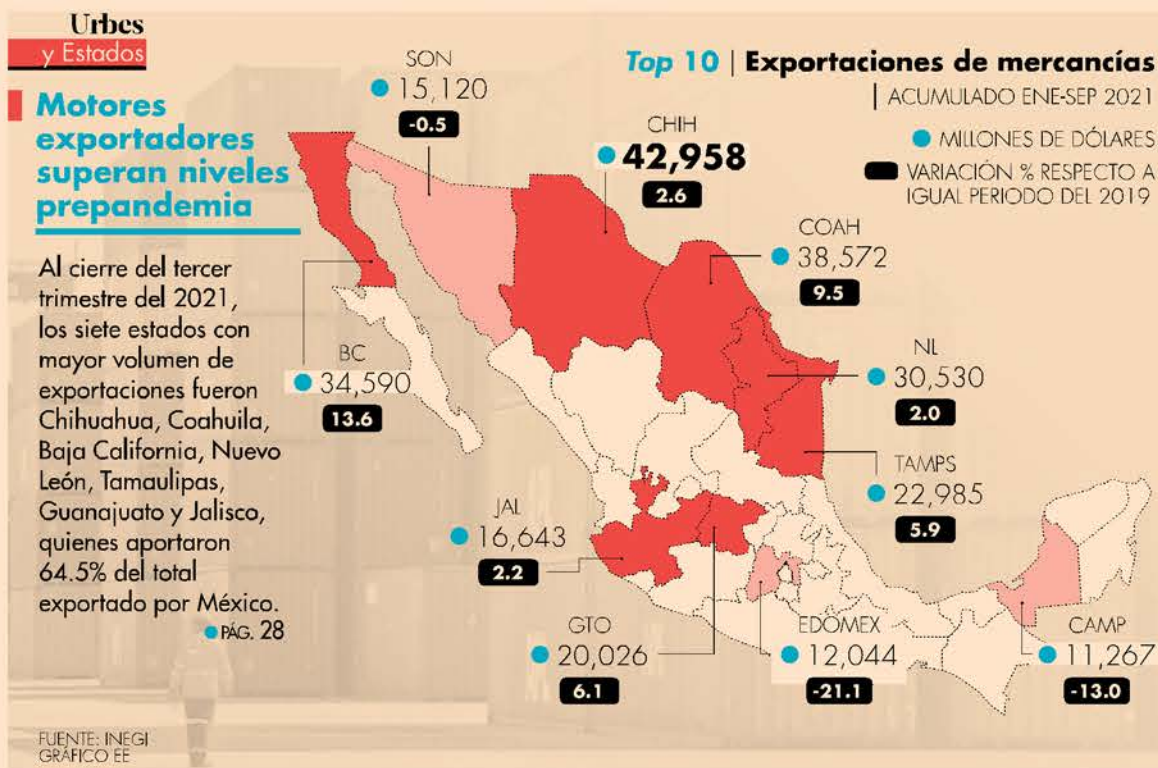 Urbes
y Estados
Motores
exportadores
superan niveles
prepandemia
Al cierre del tercer
trimestre del 2021,
los siete estados con
mayor volumen de
exportaciones fueron
Chihuahua, Coahuila,
Baja California, Nuevo
León, Tamaulipas,
Guanajuato y Jalisco,
quienes aportaron
64.5% del total
exportado por México.
PÁG. 28
Top 10 | Exportaciones de mercancías
ACUMULADO ENE-SEP 2021
MILLONES DE DÓLARES
VARIACIÓN % RESPECTO A
IGUAL PERIODO DEL 2019
SON
15,120
-0.5
CHIH
42,958
2.6
COAH
38,572
9.5
BC
34,590
13.6
NL
30,530
2.0
TAMPS
22,985
5.9
JAL
16,643
2.2
GTO
20,026
6.1
EDOMEX
12,044
-21.1
CAMP
11,267
-13.0
FUENTE: INEGI
GRÁFICO EE